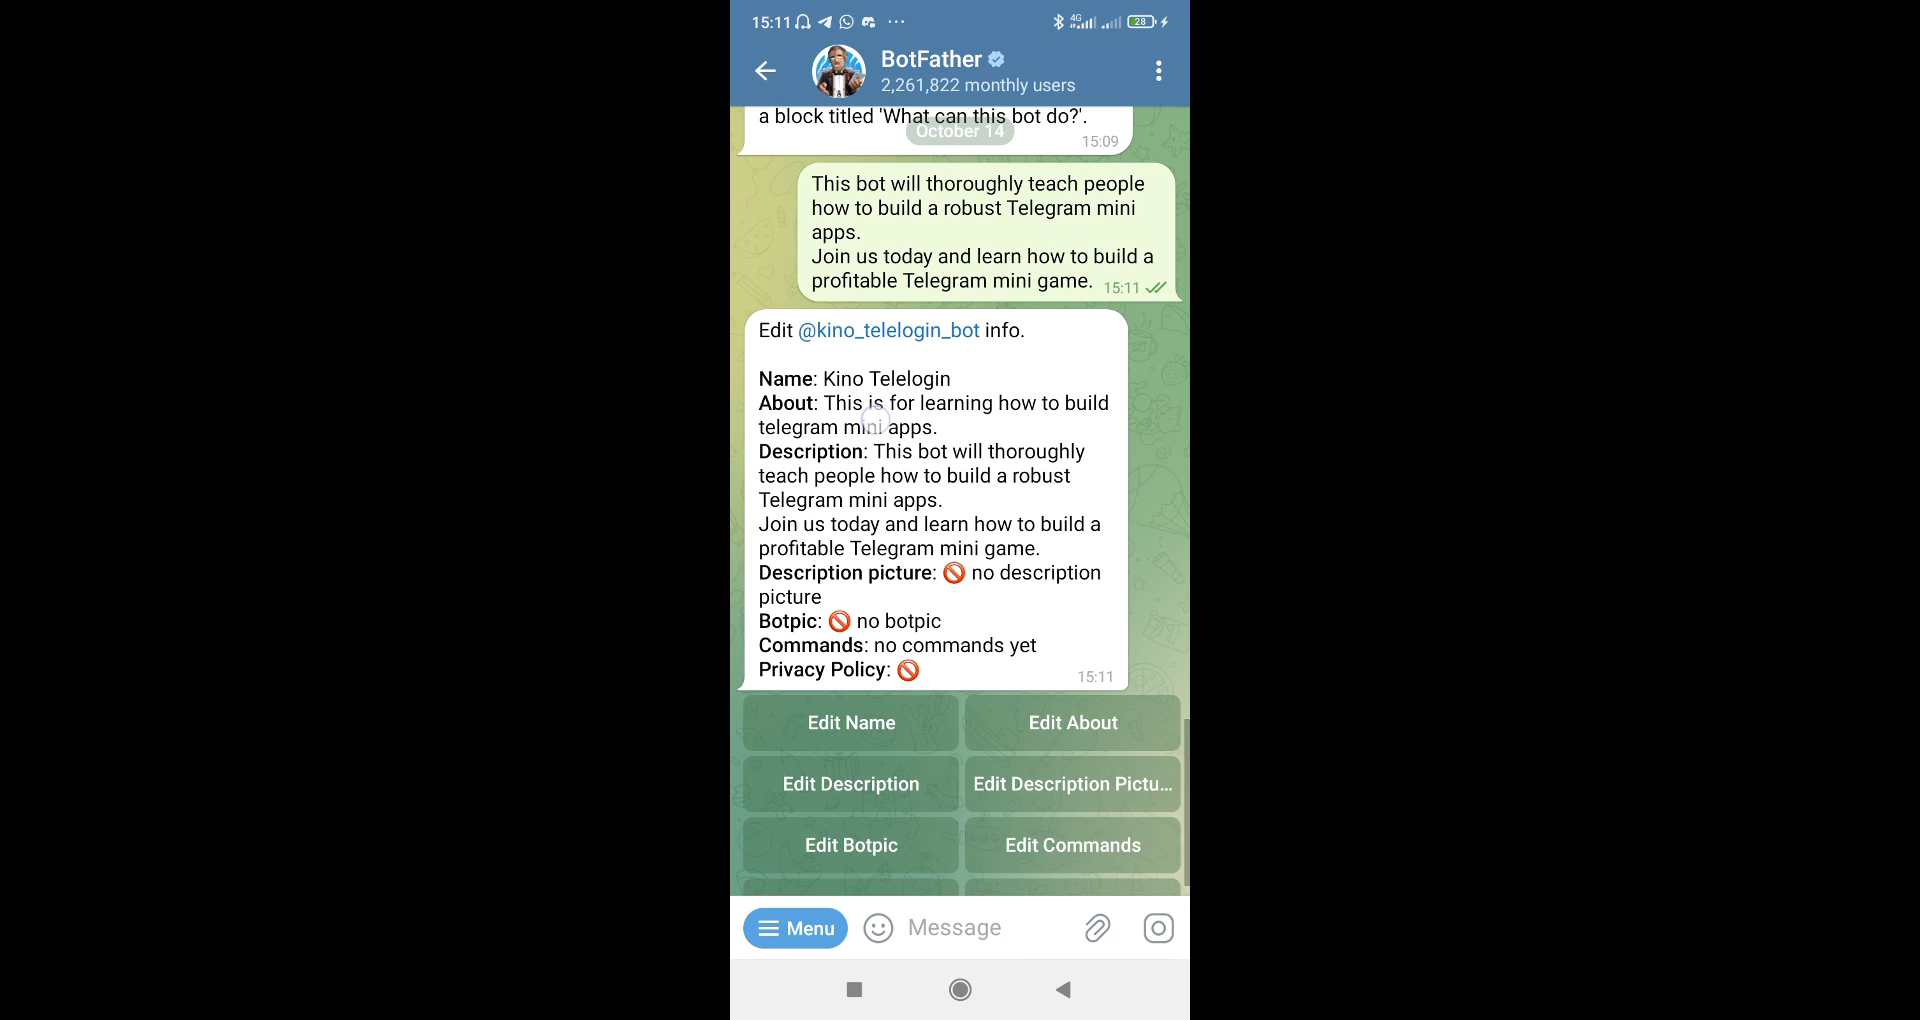 15:11 ... 4G 28
BotFather
2,261,822 monthly users
a block titled 'What can this bot do?'.
October 14
15:09
This bot will thoroughly teach people
how to build a robust Telegram mini
apps.
Join us today and learn how to build a
profitable Telegram mini game. 15:11
Edit @kino_telelogin_bot info.
Name: Kino Telelogin
About: This is for learning how to build
telegram mini apps.
Description: This bot will thoroughly
teach people how to build a robust
Telegram mini apps.
Join us today and learn how to build a
profitable Telegram mini game.
Description picture: 🚫 no description
picture
Botpic: 🚫 no botpic
Commands: no commands yet
Privacy Policy: 🚫
15:11
Edit Name
Edit About
Edit Description
Edit Description Pictu...
Edit Botpic
Edit Commands
Menu
Message